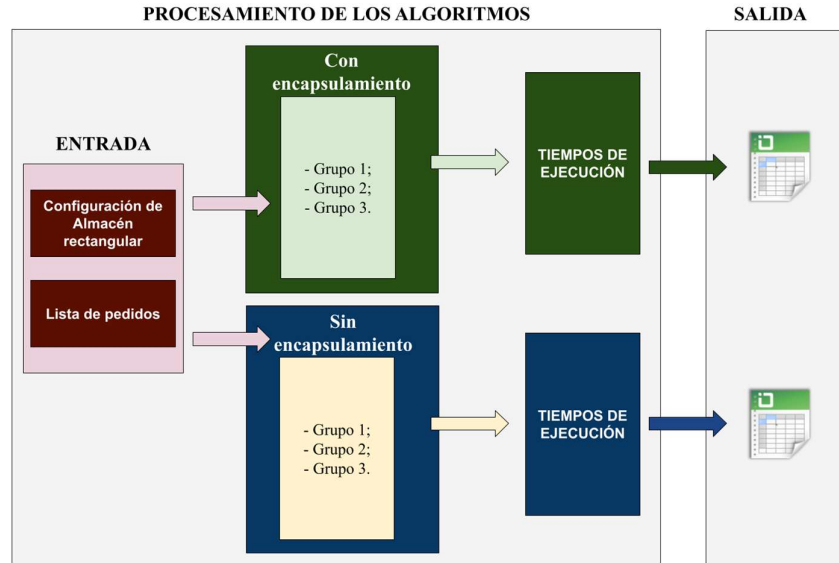 PROCESAMIENTO DE LOS ALGORITMOS
SALIDA
ENTRADA
Configuración de
Almacén
rectangular
Lista de pedidos
Con
encapsulamiento
- Grupo 1;
- Grupo 2;
- Grupo 3.
TIEMPOS DE
EJECUCIÓN
Sin
encapsulamiento
- Grupo 1;
- Grupo 2;
- Grupo 3.
TIEMPOS DE
EJECUCIÓN